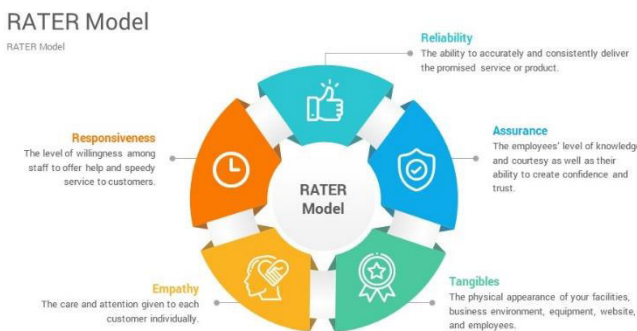 RATER Model
RATER Model
Reliability
The ability to accurately and consistently deliver
the promised service or product.
Responsiveness
The level of willingness among
staff to offer help and speedy
service to customers.
Assurance
The employees' level of knowledge
and courtesy as well as their
ability to create confidence and
trust.
RATER
Model
Empathy
The care and attention given to each
customer individually.
Tangibles
The physical appearance of your facilities,
business environment, equipment, website,
and employees.